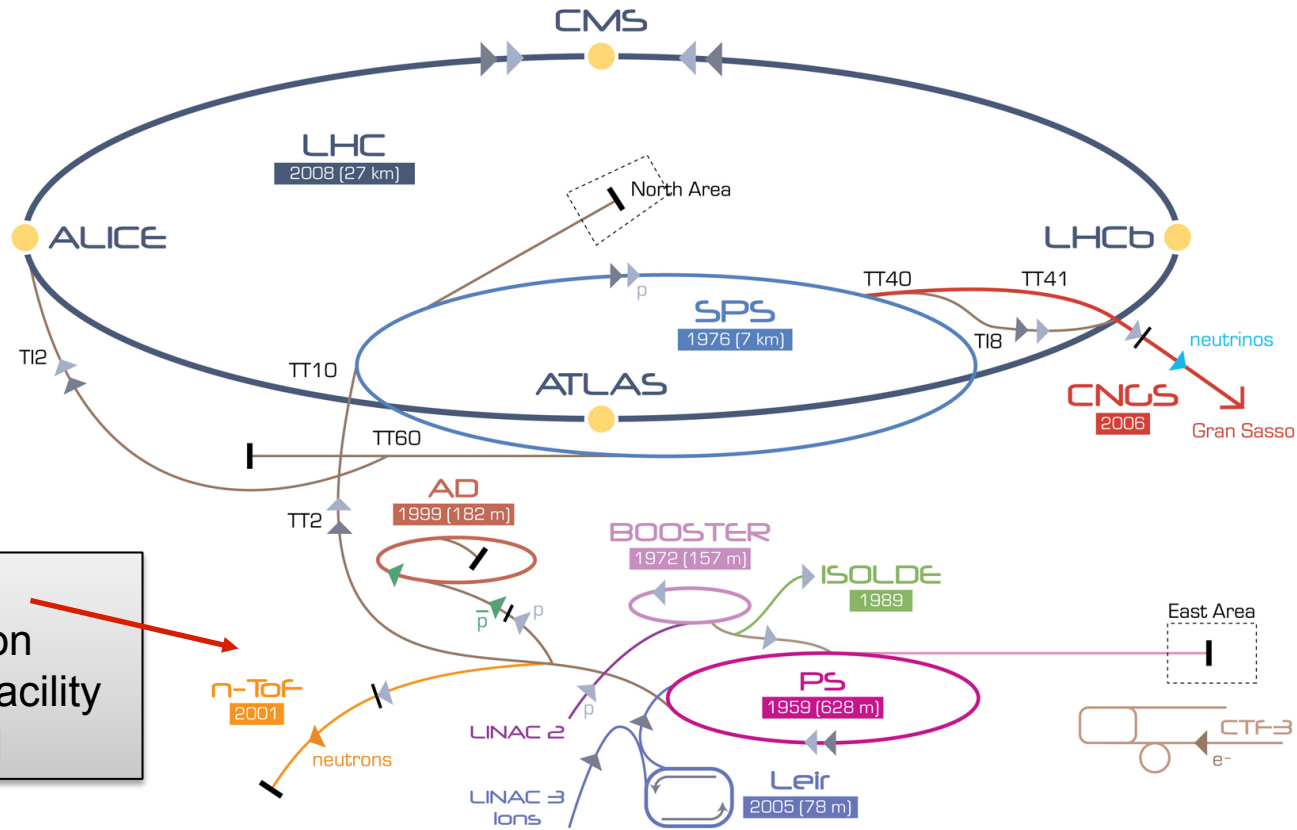 CMS
LHC
2008 (27 km)
North Area
ALICE
LHCb
TT40
TT41
p
SPS
1976 (7 km)
TI8
neutrinos
TI2
TT10
ATLAS
CNGS
2006
Gran Sasso
TT60
AD
1999 (182 m)
TT2
BOOSTER
1972 (157 m)
ISOLDE
1989
East Area
p
p
on
acility
n-ToF
2001
PS
1959 (628 m)
LINAC 2
p
neutrons
CTF-3
e-
Leir
2005 (78 m)
LINAC 3
Ions